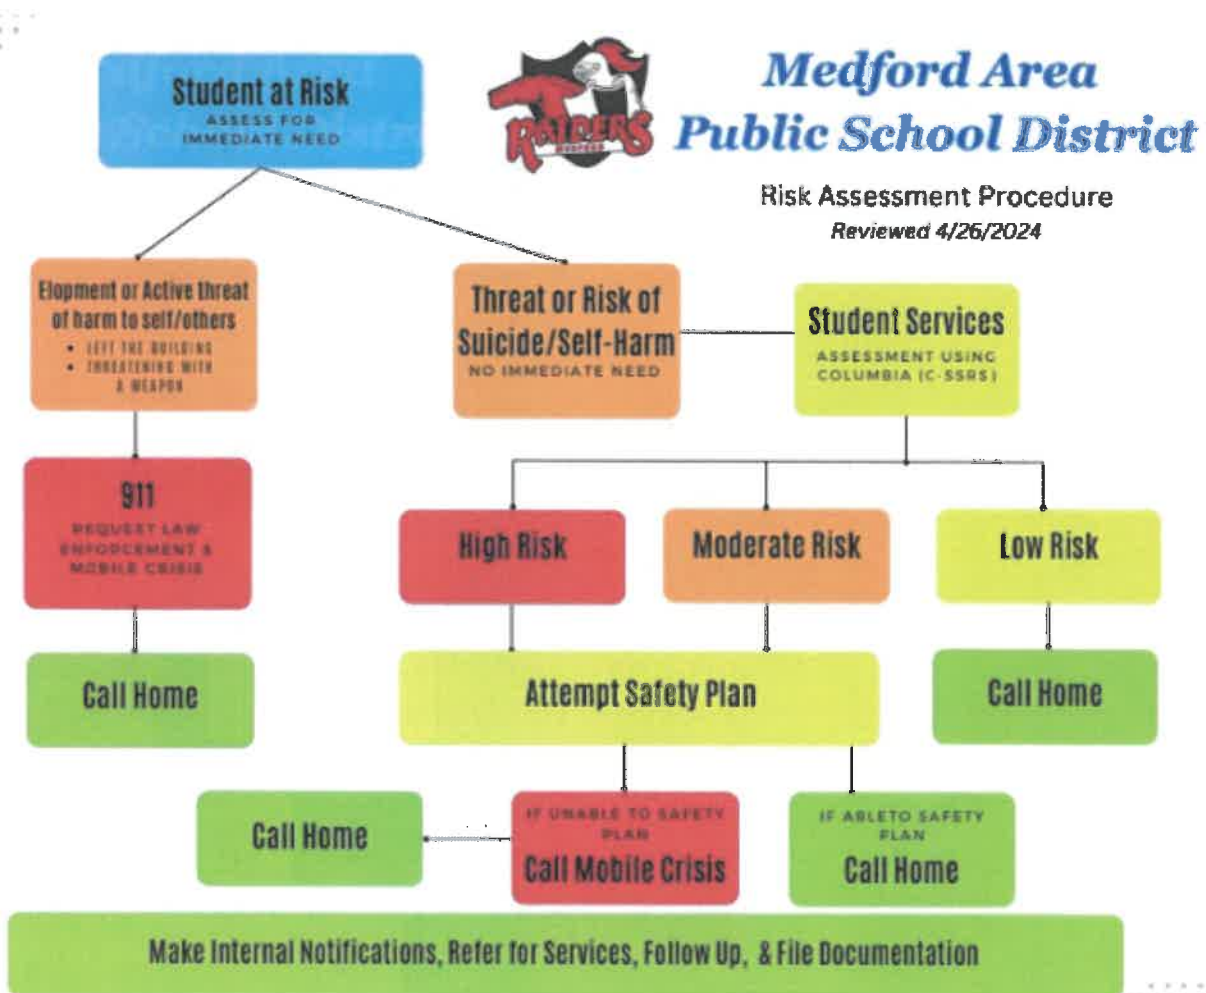 Student at Risk
ASSESS FOR
IMMEDIATE NEED
RAIDERS
MEDFORD
Medford Area
Public School District
Risk Assessment Procedure
Reviewed 4/26/2024
Elopment or Active threat
of harm to self/others
• LEFT THE BUILDING
• THREATENING WITH
A WEAPON
Threat or Risk of
Suicide/Self-Harm
NO IMMEDIATE NEED
Student Services
ASSESSMENT USING
COLUMBIA (C-SSRS)
911
REQUEST LAW
ENFORCEMENT &
MOBILE CRISIS
High Risk
Moderate Risk
Low Risk
Call Home
Attempt Safety Plan
Call Home
Call Home
IF UNABLE TO SAFETY
PLAN
Call Mobile Crisis
IF ABLETO SAFETY
PLAN
Call Home
Make Internal Notifications, Refer for Services, Follow Up, & File Documentation